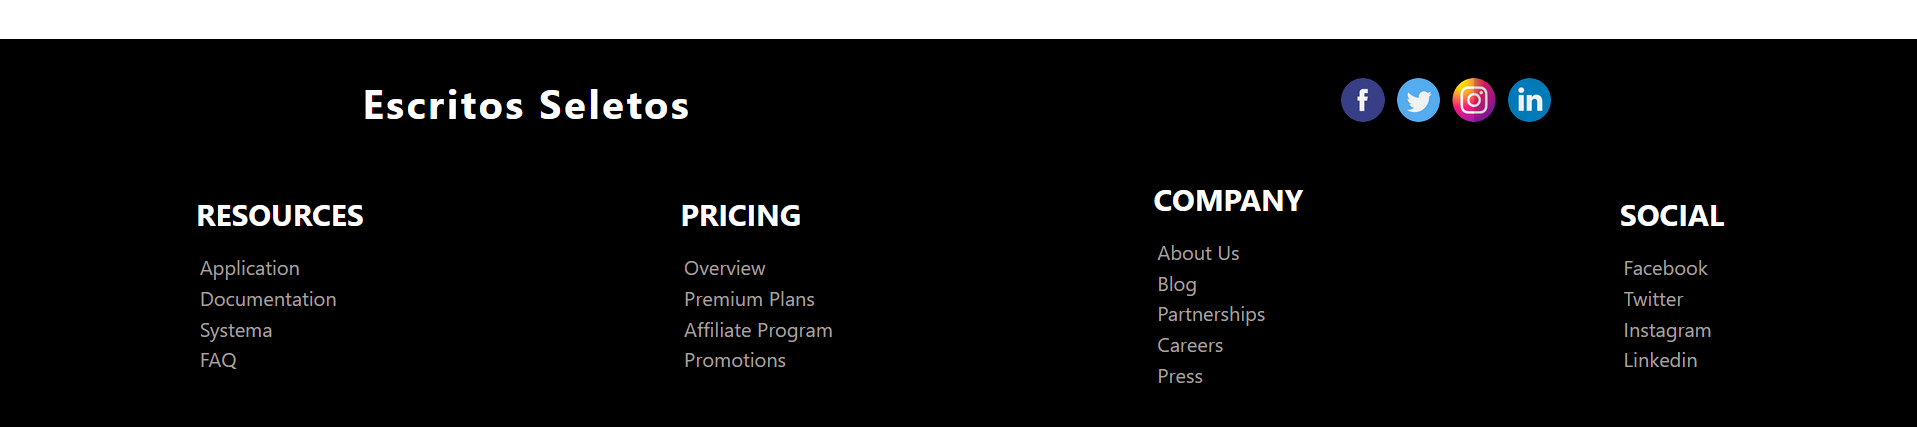 Escritos Seletos
RESOURCES
Application
Documentation
Systema
FAQ
PRICING
Overview
Premium Plans
Affiliate Program
Promotions
COMPANY
About Us
Blog
Partnerships
Careers
Press
SOCIAL
Facebook
Twitter
Instagram
Linkedin